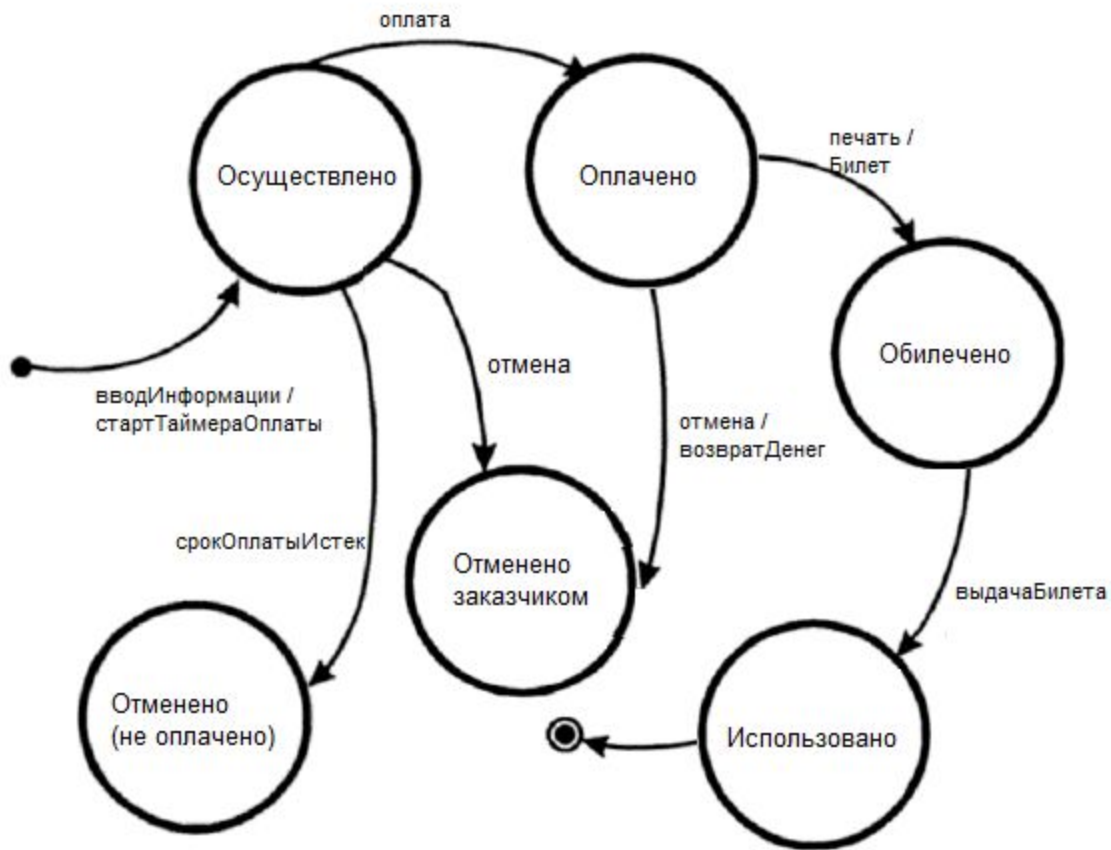 оплата
Осуществлено
Оплачено
печать /
Билет
Обилечено
вводИнформации /
стартТаймераОплаты
отмена
отмена /
возвратДенег
срокОплатыИстек
Отменено
заказчиком
выдачаБилета
Отменено
(не оплачено)
Использовано